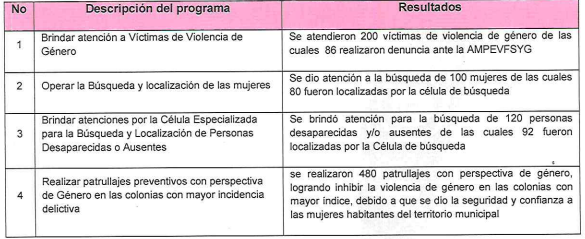 No Descripción del programa Resultados
1 Brindar atención a Víctimas de Violencia de Género
Se atendieron 200 víctimas de violencia de género de las
cuales 86 realizaron denuncia ante la AMPEVFSYG
2 Operar la Búsqueda y localización de las mujeres
Se dio atención a la búsqueda de 100 mujeres de las cuales
80 fueron localizadas por la célula de búsqueda
3 Brindar atenciones por la Célula Especializada
para la Búsqueda y Localización de Personas
Desaparecidas o Ausentes
Se brindó atención para la búsqueda de 120 personas
desaparecidas y/o ausentes de las cuales 92 fueron
localizadas por la Célula de búsqueda
4 Realizar patrullajes preventivos con perspectiva
de Género en las colonias con mayor incidencia
delictiva
se realizaron 480 patrullajes con perspectiva de género,
logrando inhibir la violencia de género en las colonias con
mayor índice, debido a que se dio la seguridad y confianza a
las mujeres habitantes del territorio municipal